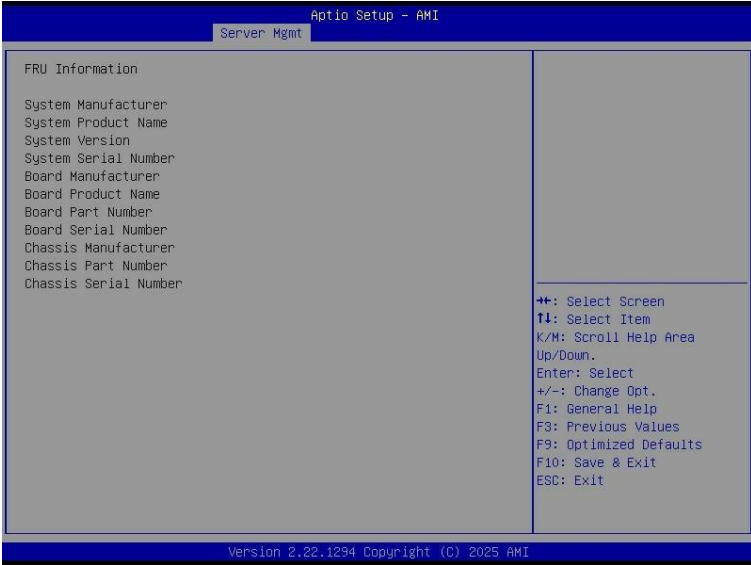 Aptio Setup – AMI
Server Mgmt
FRU Information
System Manufacturer
System Product Name
System Version
System Serial Number
Board Manufacturer
Board Product Name
Board Part Number
Board Serial Number
Chassis Manufacturer
Chassis Part Number
Chassis Serial Number
→←: Select Screen
↑↓: Select Item
K/M: Scroll Help Area
Up/Down.
Enter: Select
+/-: Change Opt.
F1: General Help
F3: Previous Values
F9: Optimized Defaults
F10: Save & Exit
ESC: Exit
Version 2.22.1294 Copyright (C) 2025 AMI